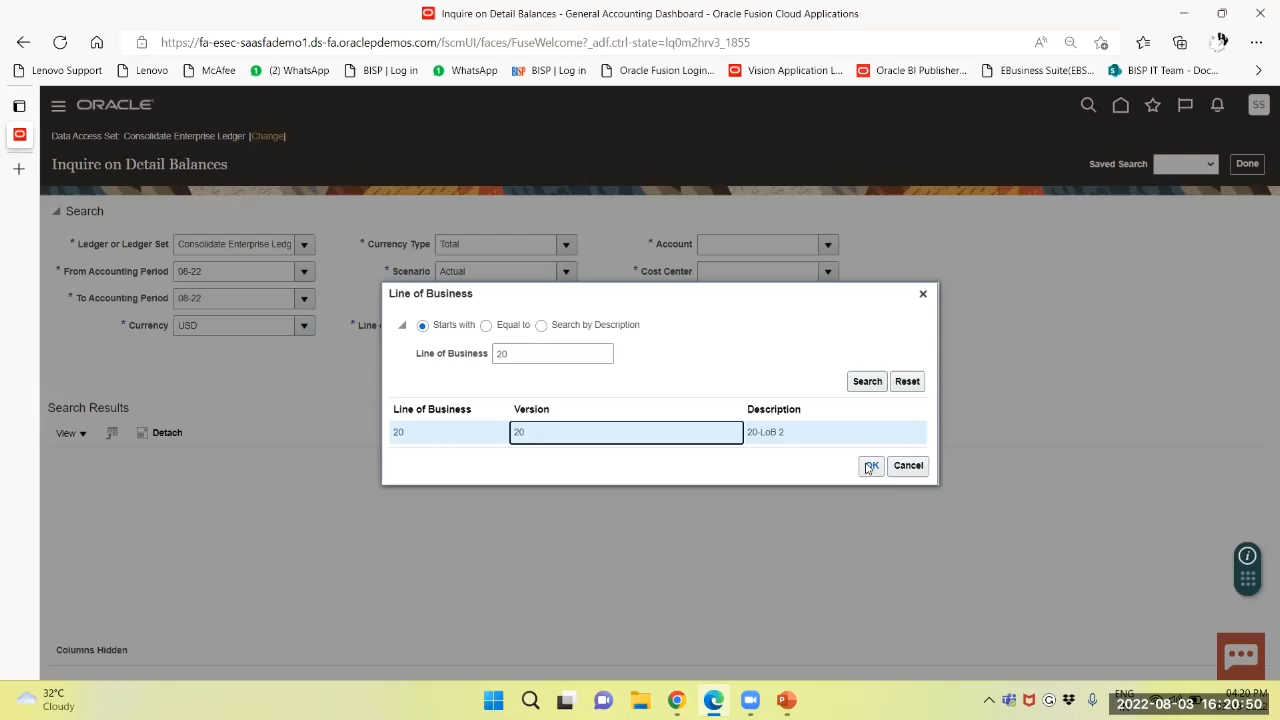 Inquire on Detail Balances - General Accounting Dashboard - Oracle Fusion Cloud Applications
https://fa-esec-saasfademo1.ds-fa.oraclepdemos.com/fscmUI/faces/FuseWelcome?_adf.ctrl-state=lq0m2hrv3_1855
Lenovo Support Lenovo McAfee (2) WhatsApp BISP | Log in WhatsApp BISP | Log in Oracle Fusion Login... Vision Application L... Oracle BI Publisher... EBusiness Suite(EBS... BISP IT Team - Doc...
ORACLE
SS
Data Access Set: Consolidate Enterprise Ledger [Change]
Inquire on Detail Balances
Saved Search
Done
Search
* Ledger or Ledger Set Consolidate Enterprise Ledg * Currency Type Total * Account
* From Accounting Period 08-22 * Scenario Actual * Cost Center
* To Accounting Period 08-22
* Currency USD * Line
Line of Business
Starts with Equal to Search by Description
Line of Business 20
Search Reset
Line of Business Version Description
20 20 20-LoB 2
OK Cancel
Search Results
View Detach
Columns Hidden
32°C
Cloudy
ENG 04:20 PM
2022-08-03 16:20:50